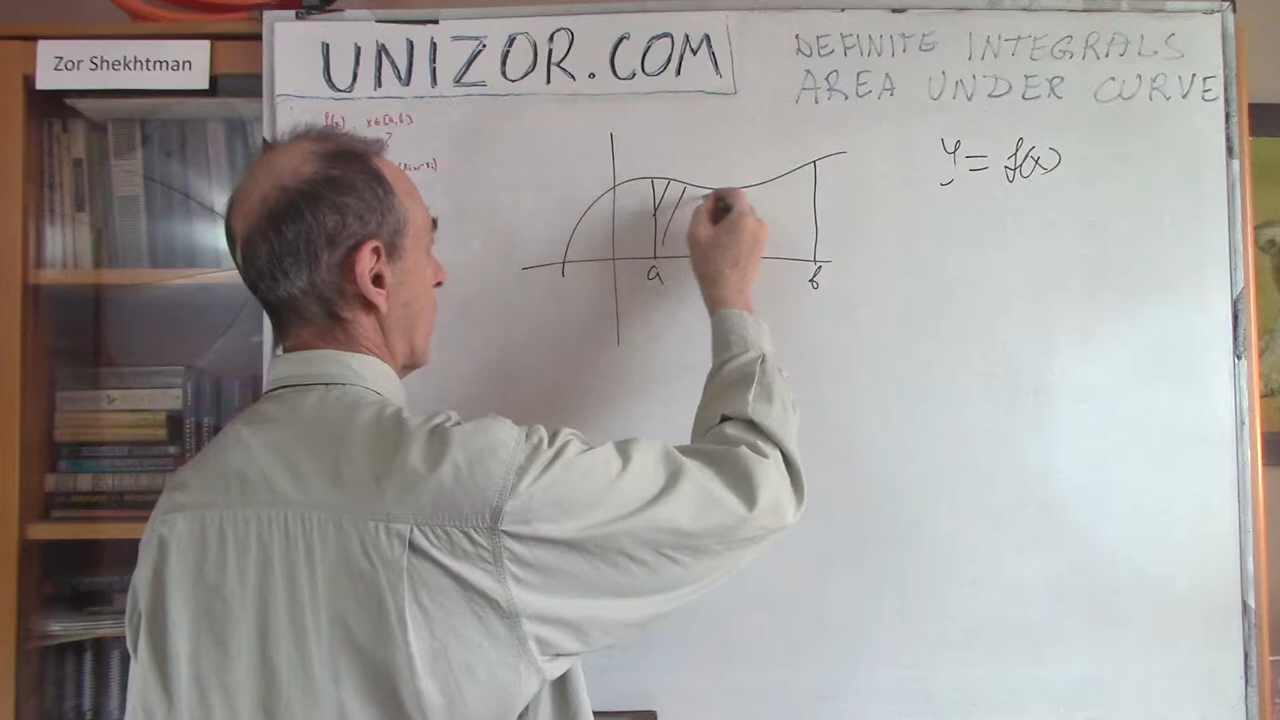 Zor Shekhtman
UNIZOR.COM
DEFINITE INTEGRALS
AREA UNDER CURVE
f(x) x∈[a,b]
?
y = f(x)
a
b